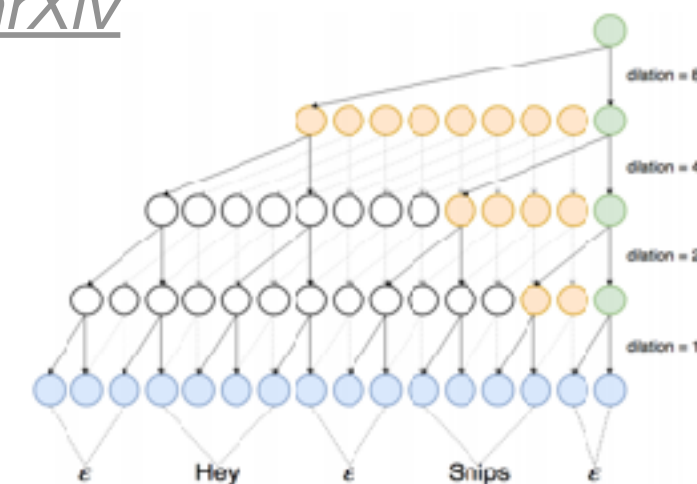 arXiv
dilation = 8
dilation = 4
dilation = 2
dilation = 1
ε Hey ε Snips ε